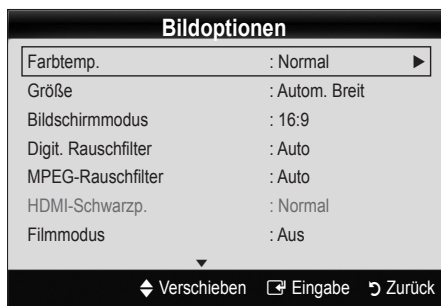 Bildoptionen
Farbtemp. : Normal ▶
Größe : Autom. Breit
Bildschirmmodus : 16:9
Digit. Rauschfilter : Auto
MPEG-Rauschfilter : Auto
HDMI-Schwarzp. : Normal
Filmmodus : Aus
Verschieben Eingabe Zurück